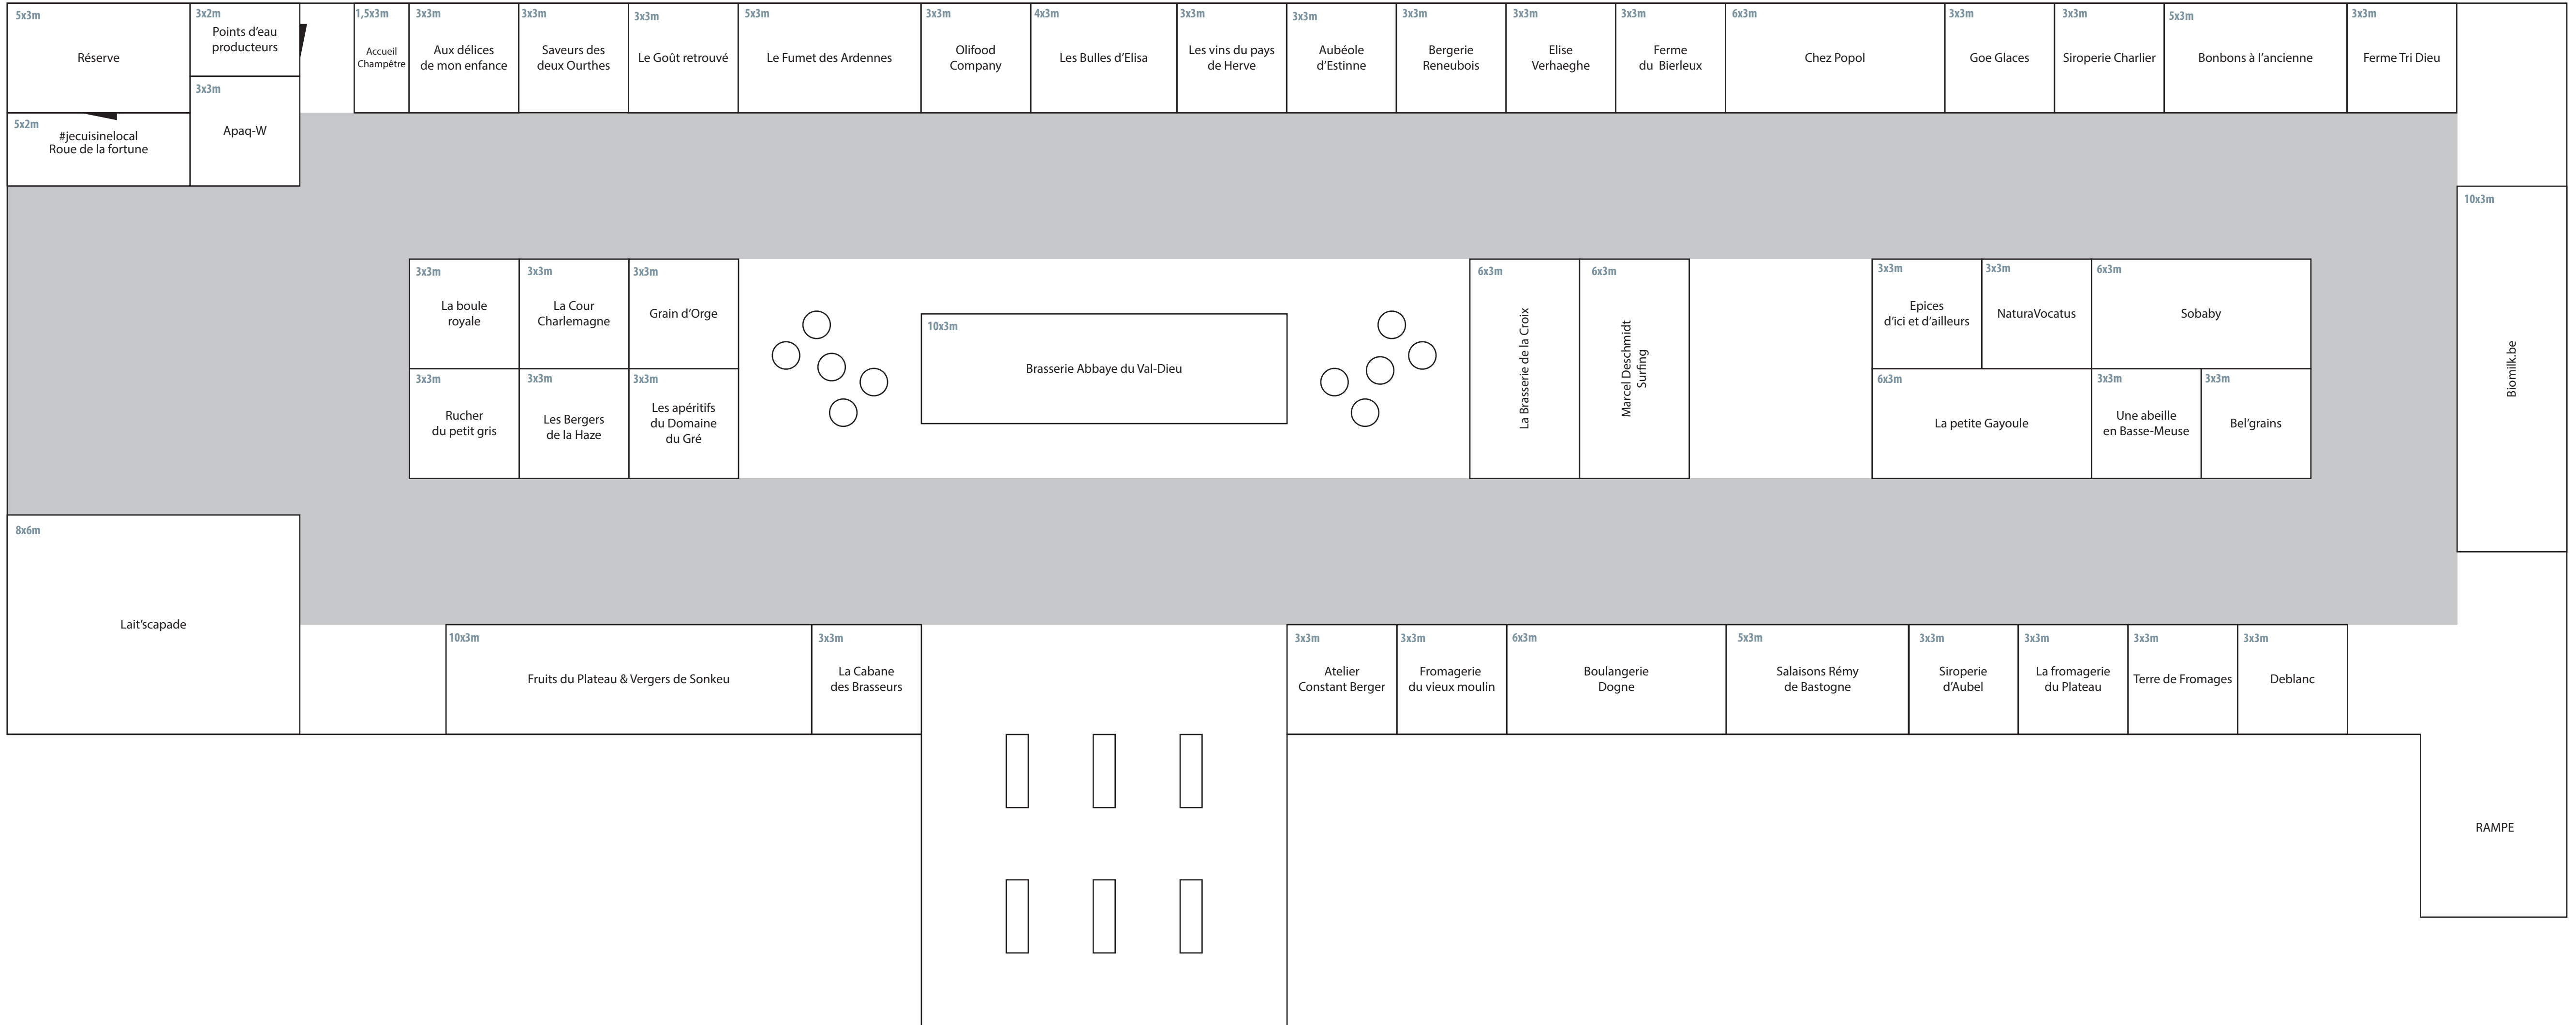 5x3m
Réserve
3x2m
Points d’eau
producteurs
3x3m
Apaq-W
5x2m
#jecuisinelocal
Roue de la fortune
1,5x3m
Accueil
Champêtre
3x3m
Aux délices
de mon enfance
3x3m
Saveurs des
deux Ourthes
3x3m
Le Goût retrouvé
5x3m
Le Fumet des Ardennes
3x3m
Olifood
Company
4x3m
Les Bulles d’Elisa
3x3m
Les vins du pays
de Herve
3x3m
Aubéole
d’Estinne
3x3m
Bergerie
Reneubois
3x3m
Elise
Verhaeghe
3x3m
Ferme
du Bierleux
6x3m
Chez Popol
3x3m
Goe Glaces
3x3m
Siroperie Charlier
5x3m
Bonbons à l’ancienne
3x3m
Ferme Tri Dieu
10x3m
Biomilk.be
3x3m
La boule
royale
3x3m
La Cour
Charlemagne
3x3m
Grain d’Orge
3x3m
Rucher
du petit gris
3x3m
Les Bergers
de la Haze
3x3m
Les apéritifs
du Domaine
du Gré
10x3m
Brasserie Abbaye du Val-Dieu
6x3m
La Brasserie de la Croix
6x3m
Marcel Deschmidt
Surfing
3x3m
Epices
d’ici et d’ailleurs
3x3m
NaturaVocatus
6x3m
Sobaby
6x3m
La petite Gayoule
3x3m
Une abeille
en Basse-Meuse
3x3m
Bel’grains
8x6m
Lait’scapade
10x3m
Fruits du Plateau & Vergers de Sonkeu
3x3m
La Cabane
des Brasseurs
3x3m
Atelier
Constant Berger
3x3m
Fromagerie
du vieux moulin
6x3m
Boulangerie
Dogne
5x3m
Salaisons Rémy
de Bastogne
3x3m
Siroperie
d’Aubel
3x3m
La fromagerie
du Plateau
3x3m
Terre de Fromages
3x3m
Deblanc
RAMPE